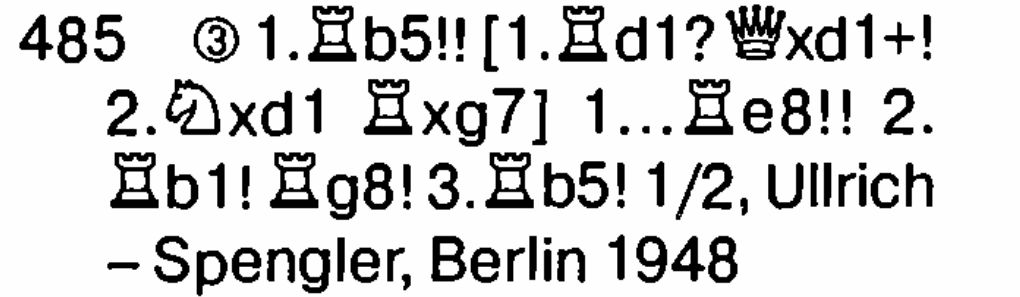 485 ③ 1.♖b5!! [1.♖d1? ♕xd1+!
2.♘xd1 ♖xg7] 1...♖e8!! 2.
♖b1! ♖g8! 3.♖b5! 1/2, Ullrich
– Spengler, Berlin 1948